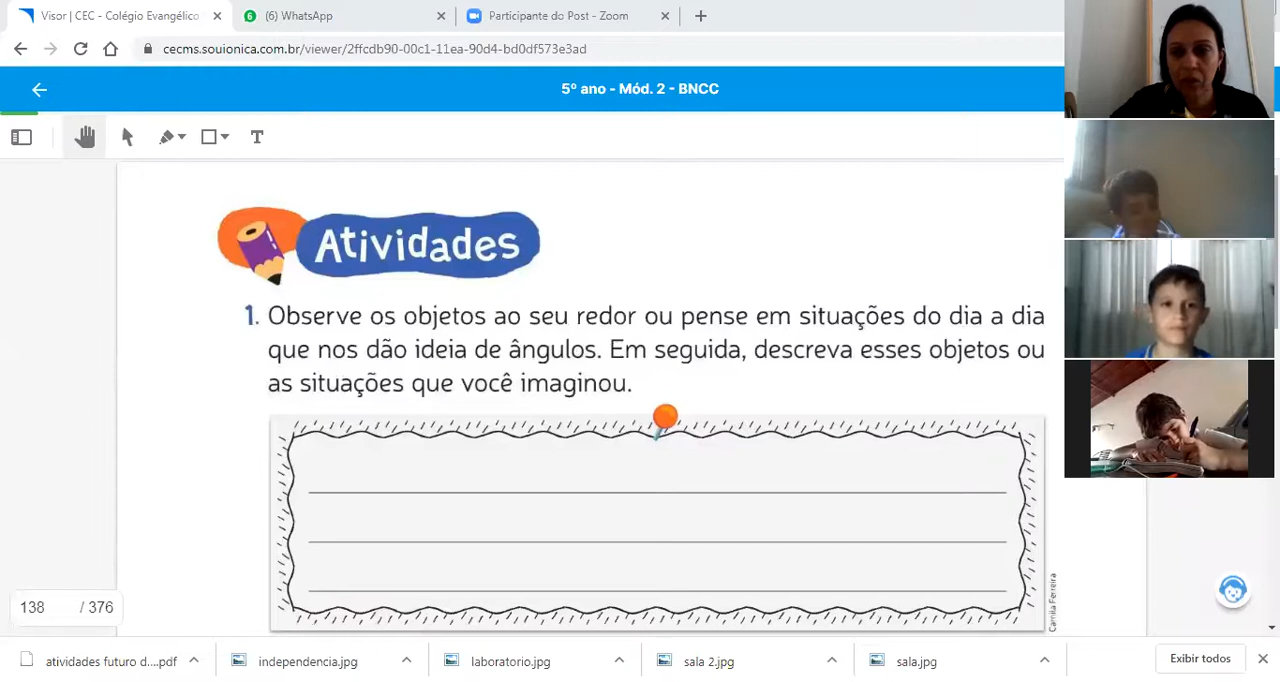 Visor | CEC - Colégio Evangélico
(6) WhatsApp
Participante do Post - Zoom
cecms.souionica.com.br/viewer/2ffcdb90-00c1-11ea-90d4-bd0df573e3ad
5º ano - Mód. 2 - BNCC
T
Atividades
1. Observe os objetos ao seu redor ou pense em situações do dia a dia
que nos dão ideia de ângulos. Em seguida, descreva esses objetos ou
as situações que você imaginou.
Camila Ferreira
138 / 376
atividades futuro d....pdf
independencia.jpg
laboratorio.jpg
sala 2.jpg
sala.jpg
Exibir todos